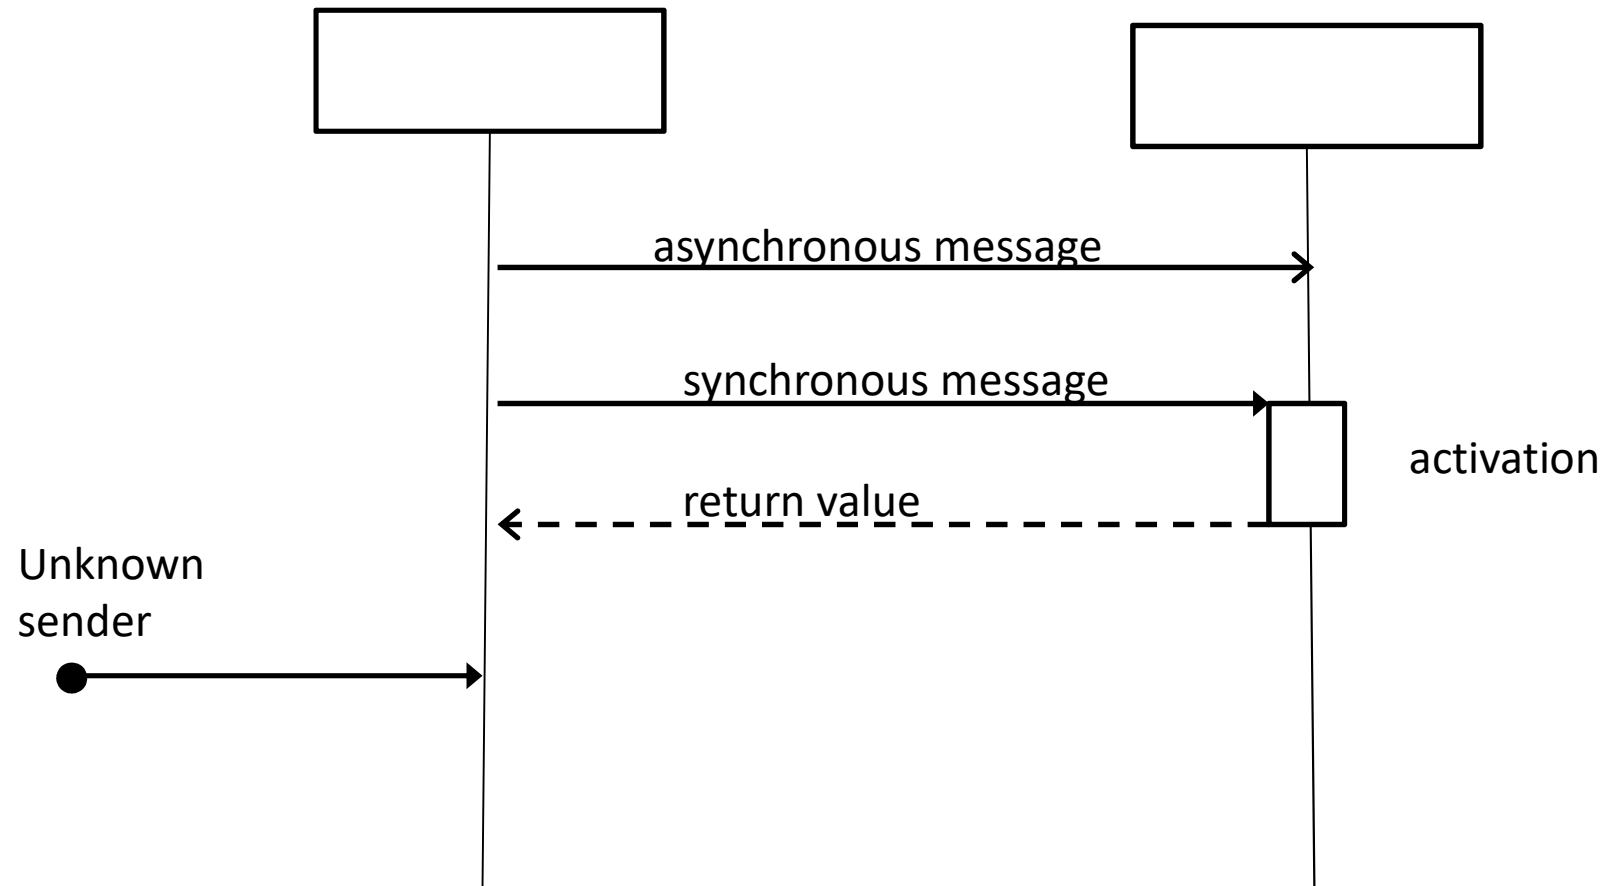 asynchronous message
synchronous message
activation
return value
Unknown
sender